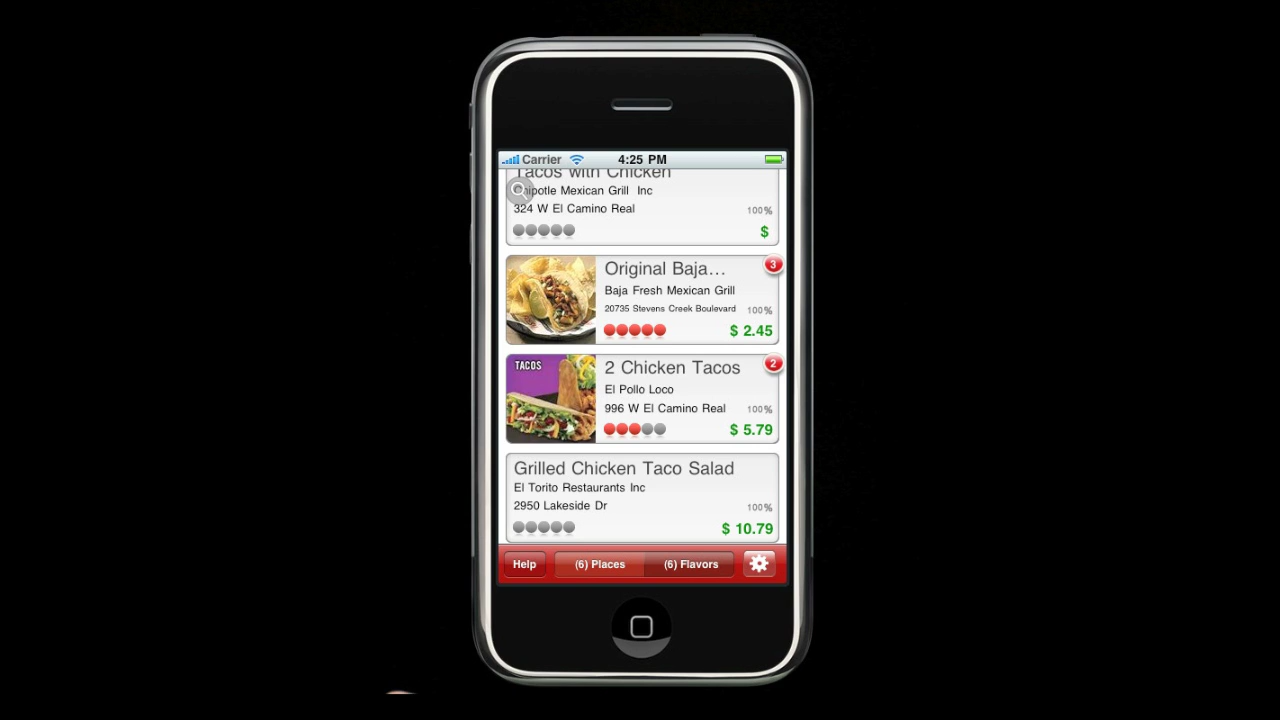 Carrier 4:25 PM
Tacos with Chicken
Chipotle Mexican Grill Inc
324 W El Camino Real
100%
$
Original Baja...
3
Baja Fresh Mexican Grill
20735 Stevens Creek Boulevard
100%
$ 2.45
TACOS
2 Chicken Tacos
2
El Pollo Loco
996 W El Camino Real
100%
$ 5.79
Grilled Chicken Taco Salad
El Torito Restaurants Inc
2950 Lakeside Dr
100%
$ 10.79
Help (6) Places (6) Flavors